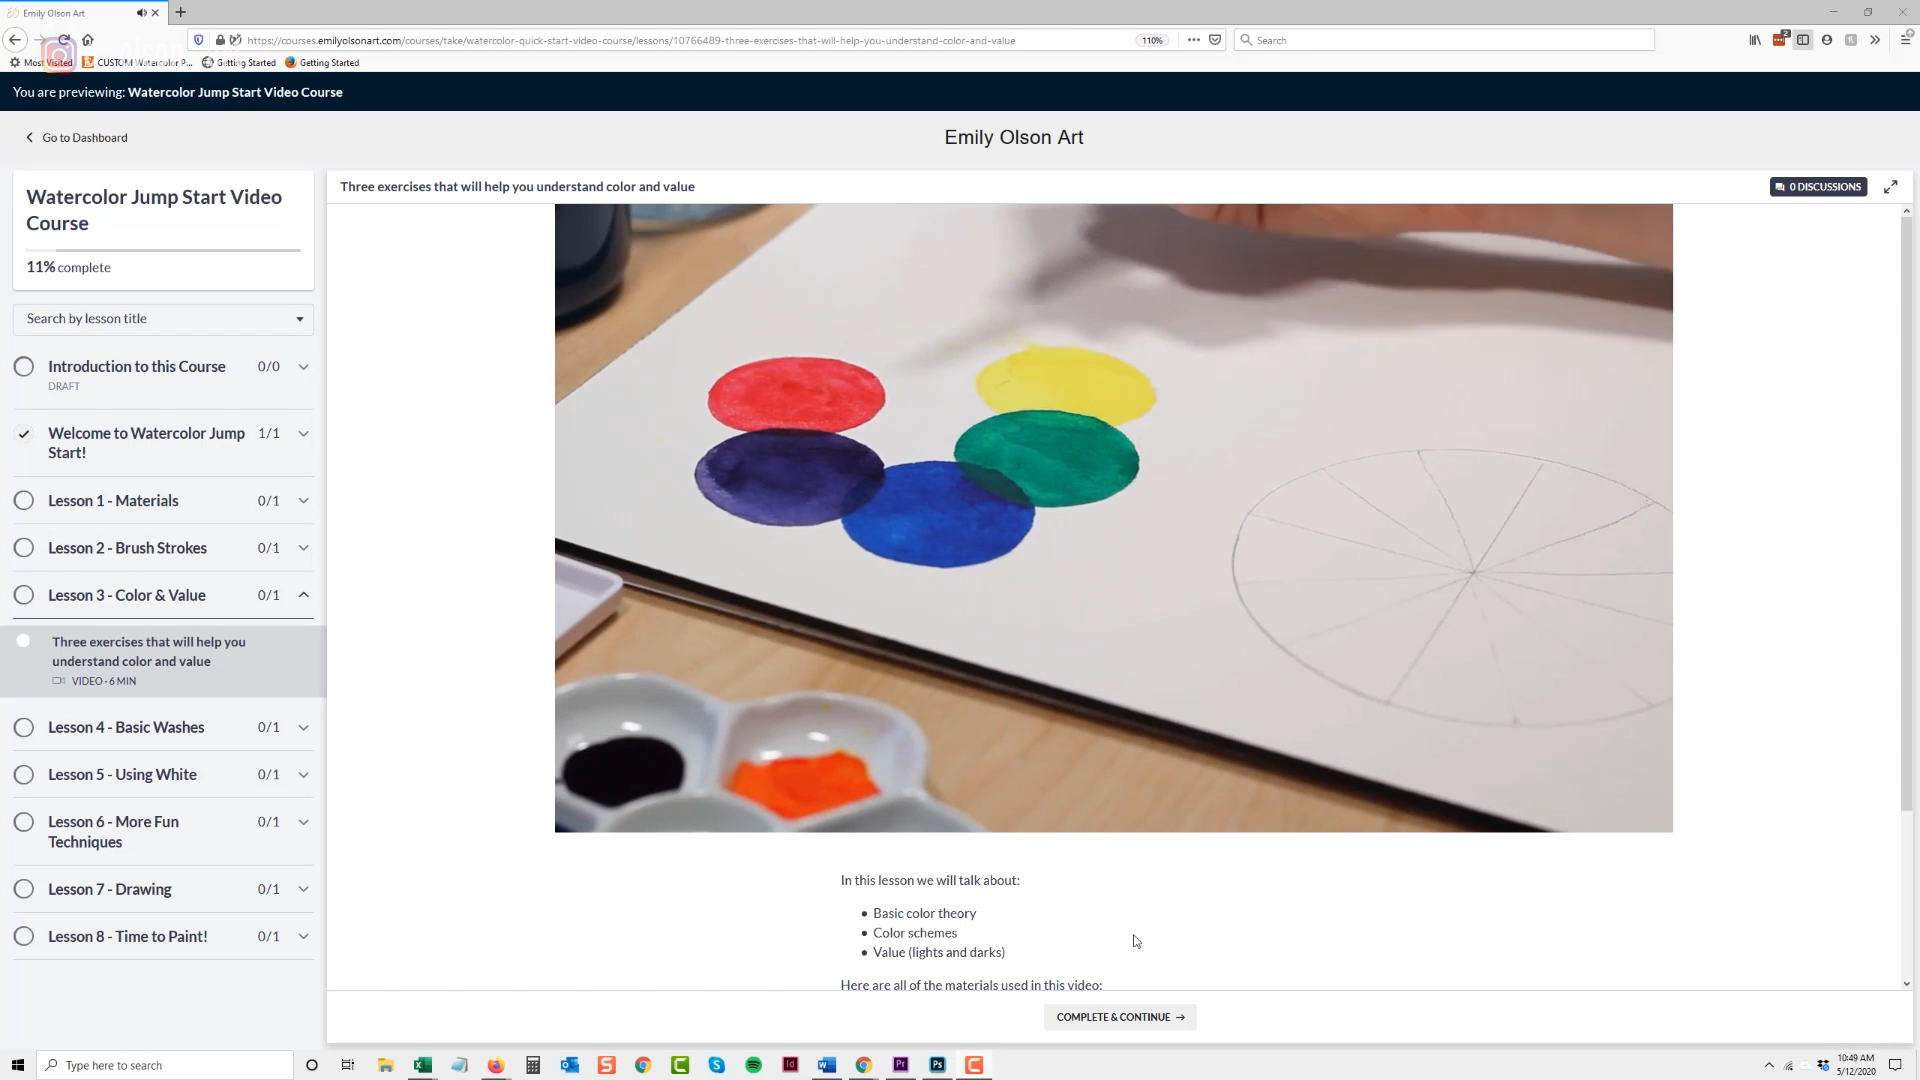 Emily Olson Art
https://courses.emilyolsonart.com/courses/take/watercolor-quick-start-video-course/lessons/10766489-three-exercises-that-will-help-you-understand-color-and-value
110%
Search
2
Most Visited
CUSTOM Watercolor P...
Getting Started
Getting Started
You are previewing: Watercolor Jump Start Video Course
Go to Dashboard
Emily Olson Art
Watercolor Jump Start Video
Course
11% complete
Search by lesson title
Introduction to this Course 0/0
DRAFT
Welcome to Watercolor Jump 1/1
Start!
Lesson 1 - Materials 0/1
Lesson 2 - Brush Strokes 0/1
Lesson 3 - Color & Value 0/1
Three exercises that will help you
understand color and value
VIDEO · 6 MIN
Lesson 4 - Basic Washes 0/1
Lesson 5 - Using White 0/1
Lesson 6 - More Fun 0/1
Techniques
Lesson 7 - Drawing 0/1
Lesson 8 - Time to Paint! 0/1
Three exercises that will help you understand color and value
0 DISCUSSIONS
In this lesson we will talk about:
• Basic color theory
• Color schemes
• Value (lights and darks)
Here are all of the materials used in this video:
COMPLETE & CONTINUE →
Type here to search
10:49 AM
5/12/2020